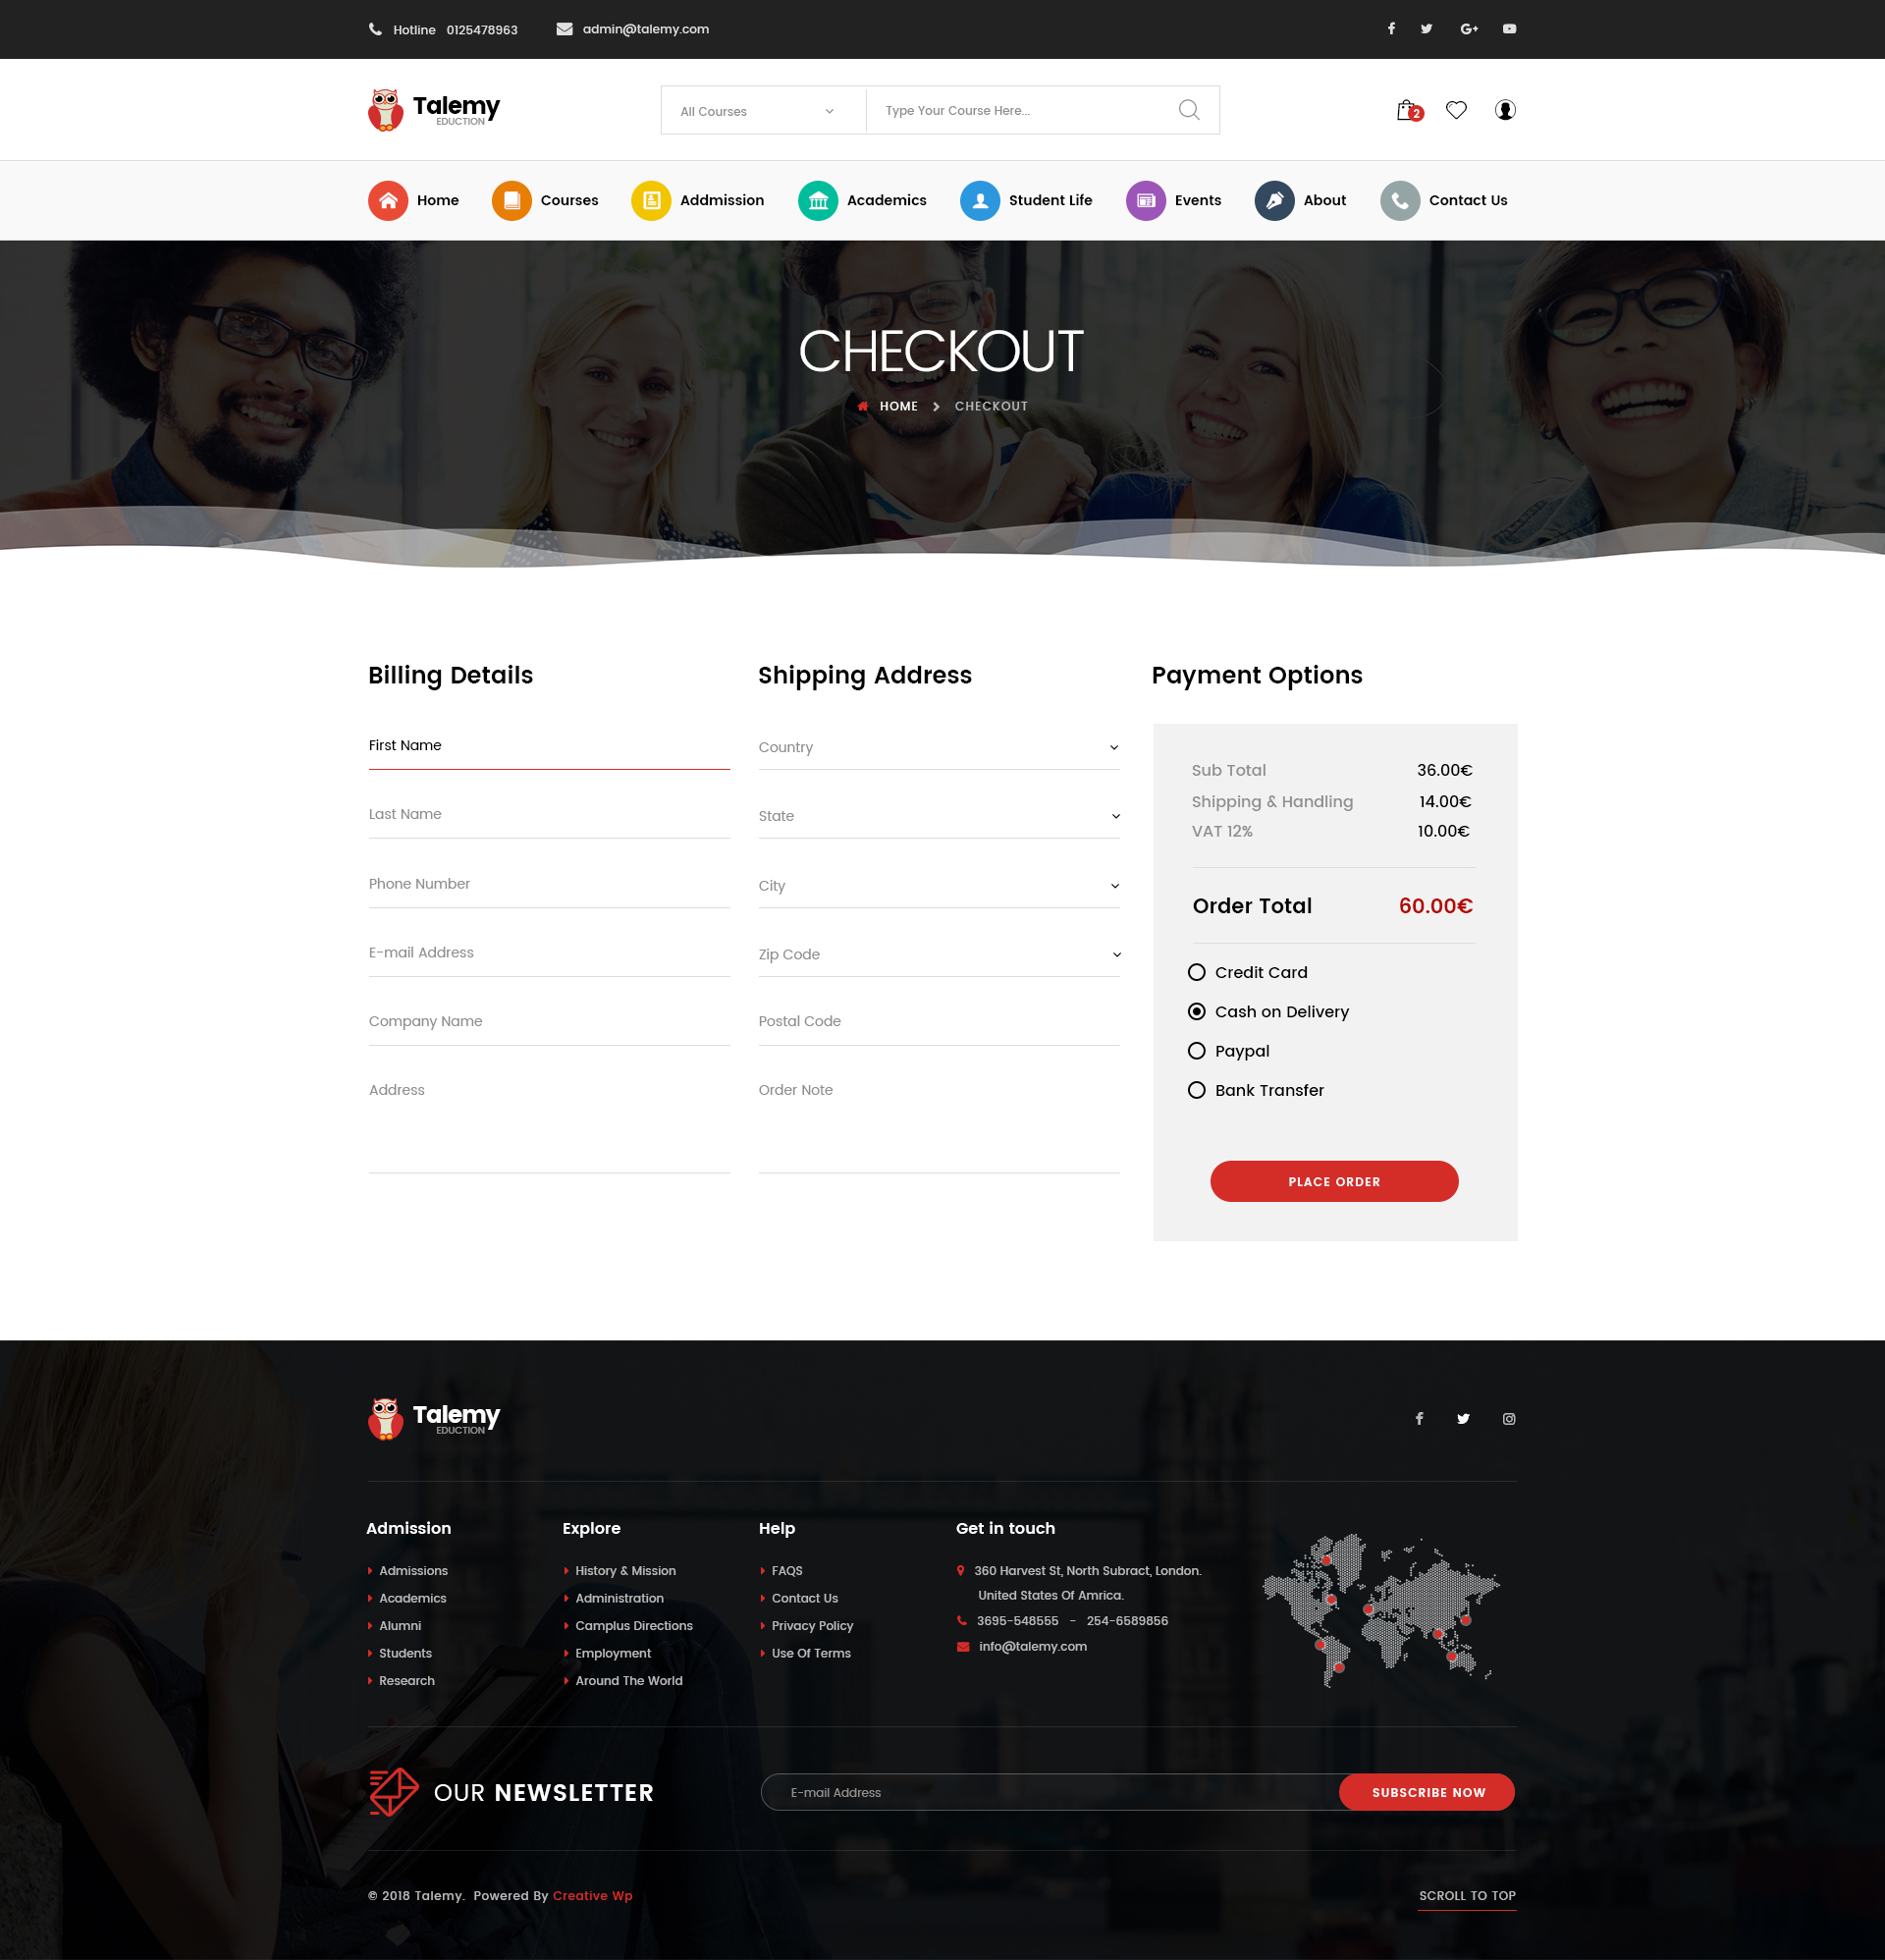 Hotline 0125478963 admin@talemy.com
Talemy
EDUCTION
All Courses Type Your Course Here... 2
Home Courses Addmission Academics Student Life Events About Contact Us
CHECKOUT
HOME CHECKOUT
Billing Details
First Name
Last Name
Phone Number
E-mail Address
Company Name
Address
Shipping Address
Country
State
City
Zip Code
Postal Code
Order Note
Payment Options
Sub Total 36.00€
Shipping & Handling 14.00€
VAT 12% 10.00€
Order Total 60.00€
Credit Card
Cash on Delivery
Paypal
Bank Transfer
PLACE ORDER
Talemy
EDUCTION
Admission
Admissions
Academics
Alumni
Students
Research
Explore
History & Mission
Administration
Camplus Directions
Employment
Around The World
Help
FAQS
Contact Us
Privacy Policy
Use Of Terms
Get in touch
360 Harvest St, North Subract, London.
United States Of Amrica.
3695-548555 - 254-6589856
info@talemy.com
OUR NEWSLETTER E-mail Address SUBSCRIBE NOW
© 2018 Talemy. Powered By Creative Wp SCROLL TO TOP